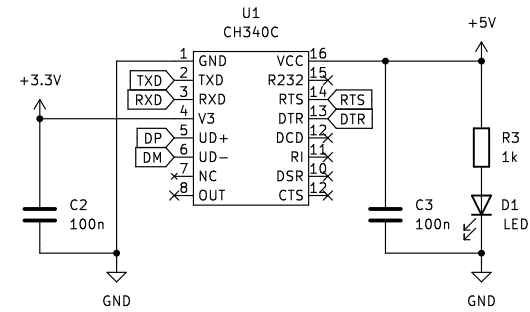 U1
CH340C
+5V
+3.3V
1 GND VCC 16
TXD 2 TXD R232 15
RXD 3 RXD RTS 14 RTS
4 V3 DTR 13 DTR
DP 5 UD+ DCD 12
DM 6 UD- RI 11
7 NC DSR 10
8 OUT CTS 12
R3
1k
C2
100n
C3
100n
D1
LED
GND
GND